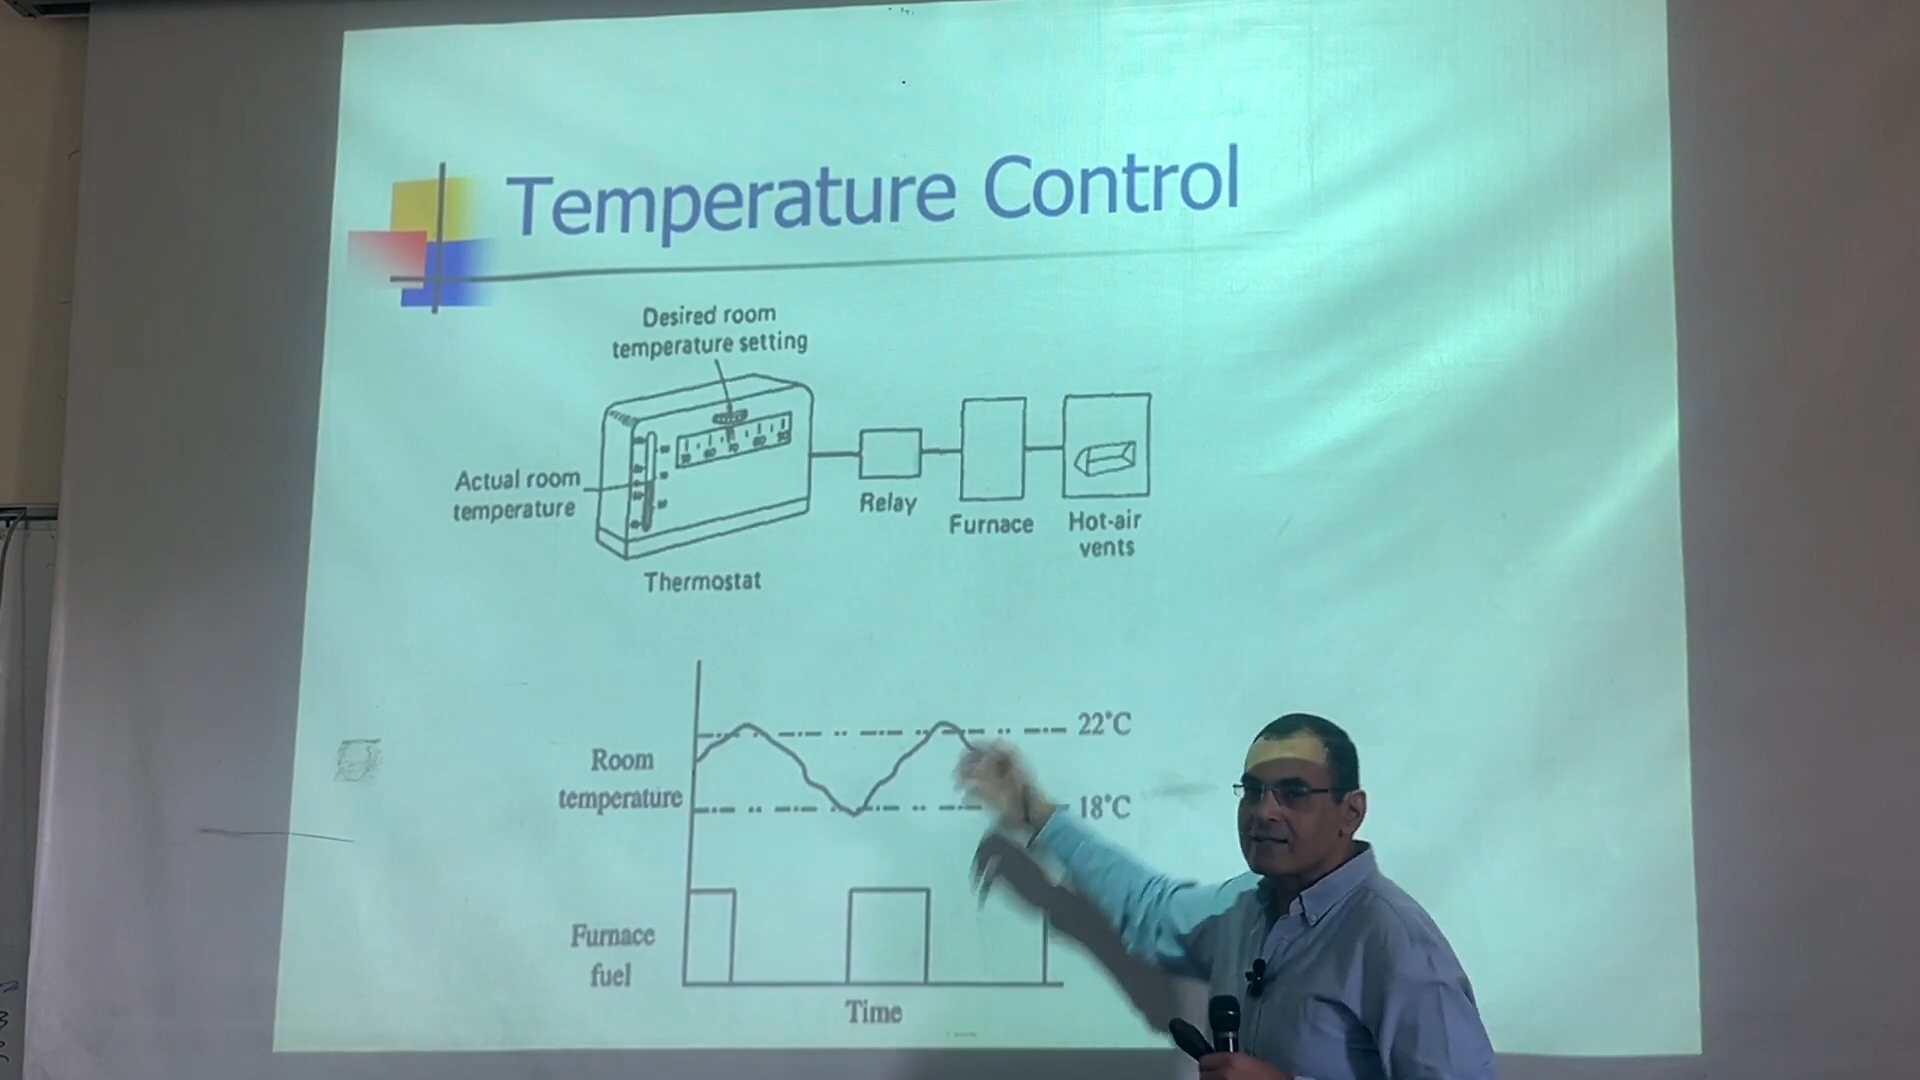 Temperature Control
Desired room
temperature setting
Actual room
temperature
Relay
Furnace
Hot-air
vents
Thermostat
22°C
Room
temperature
18°C
Furnace
fuel
Time